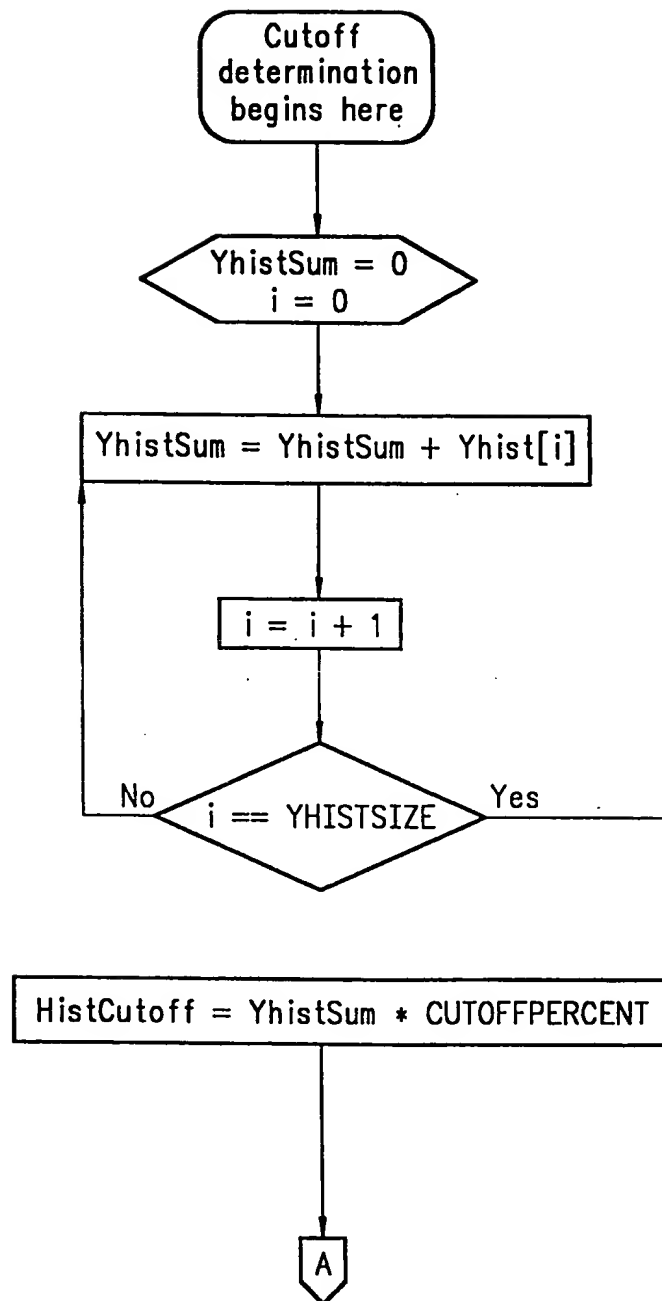 Cutoff
determination
begins here
YhistSum = 0
i = 0
YhistSum = YhistSum + Yhist[i]
i = i + 1
No
i == YHISTSIZE
Yes
HistCutoff = YhistSum * CUTOFFPERCENT
A